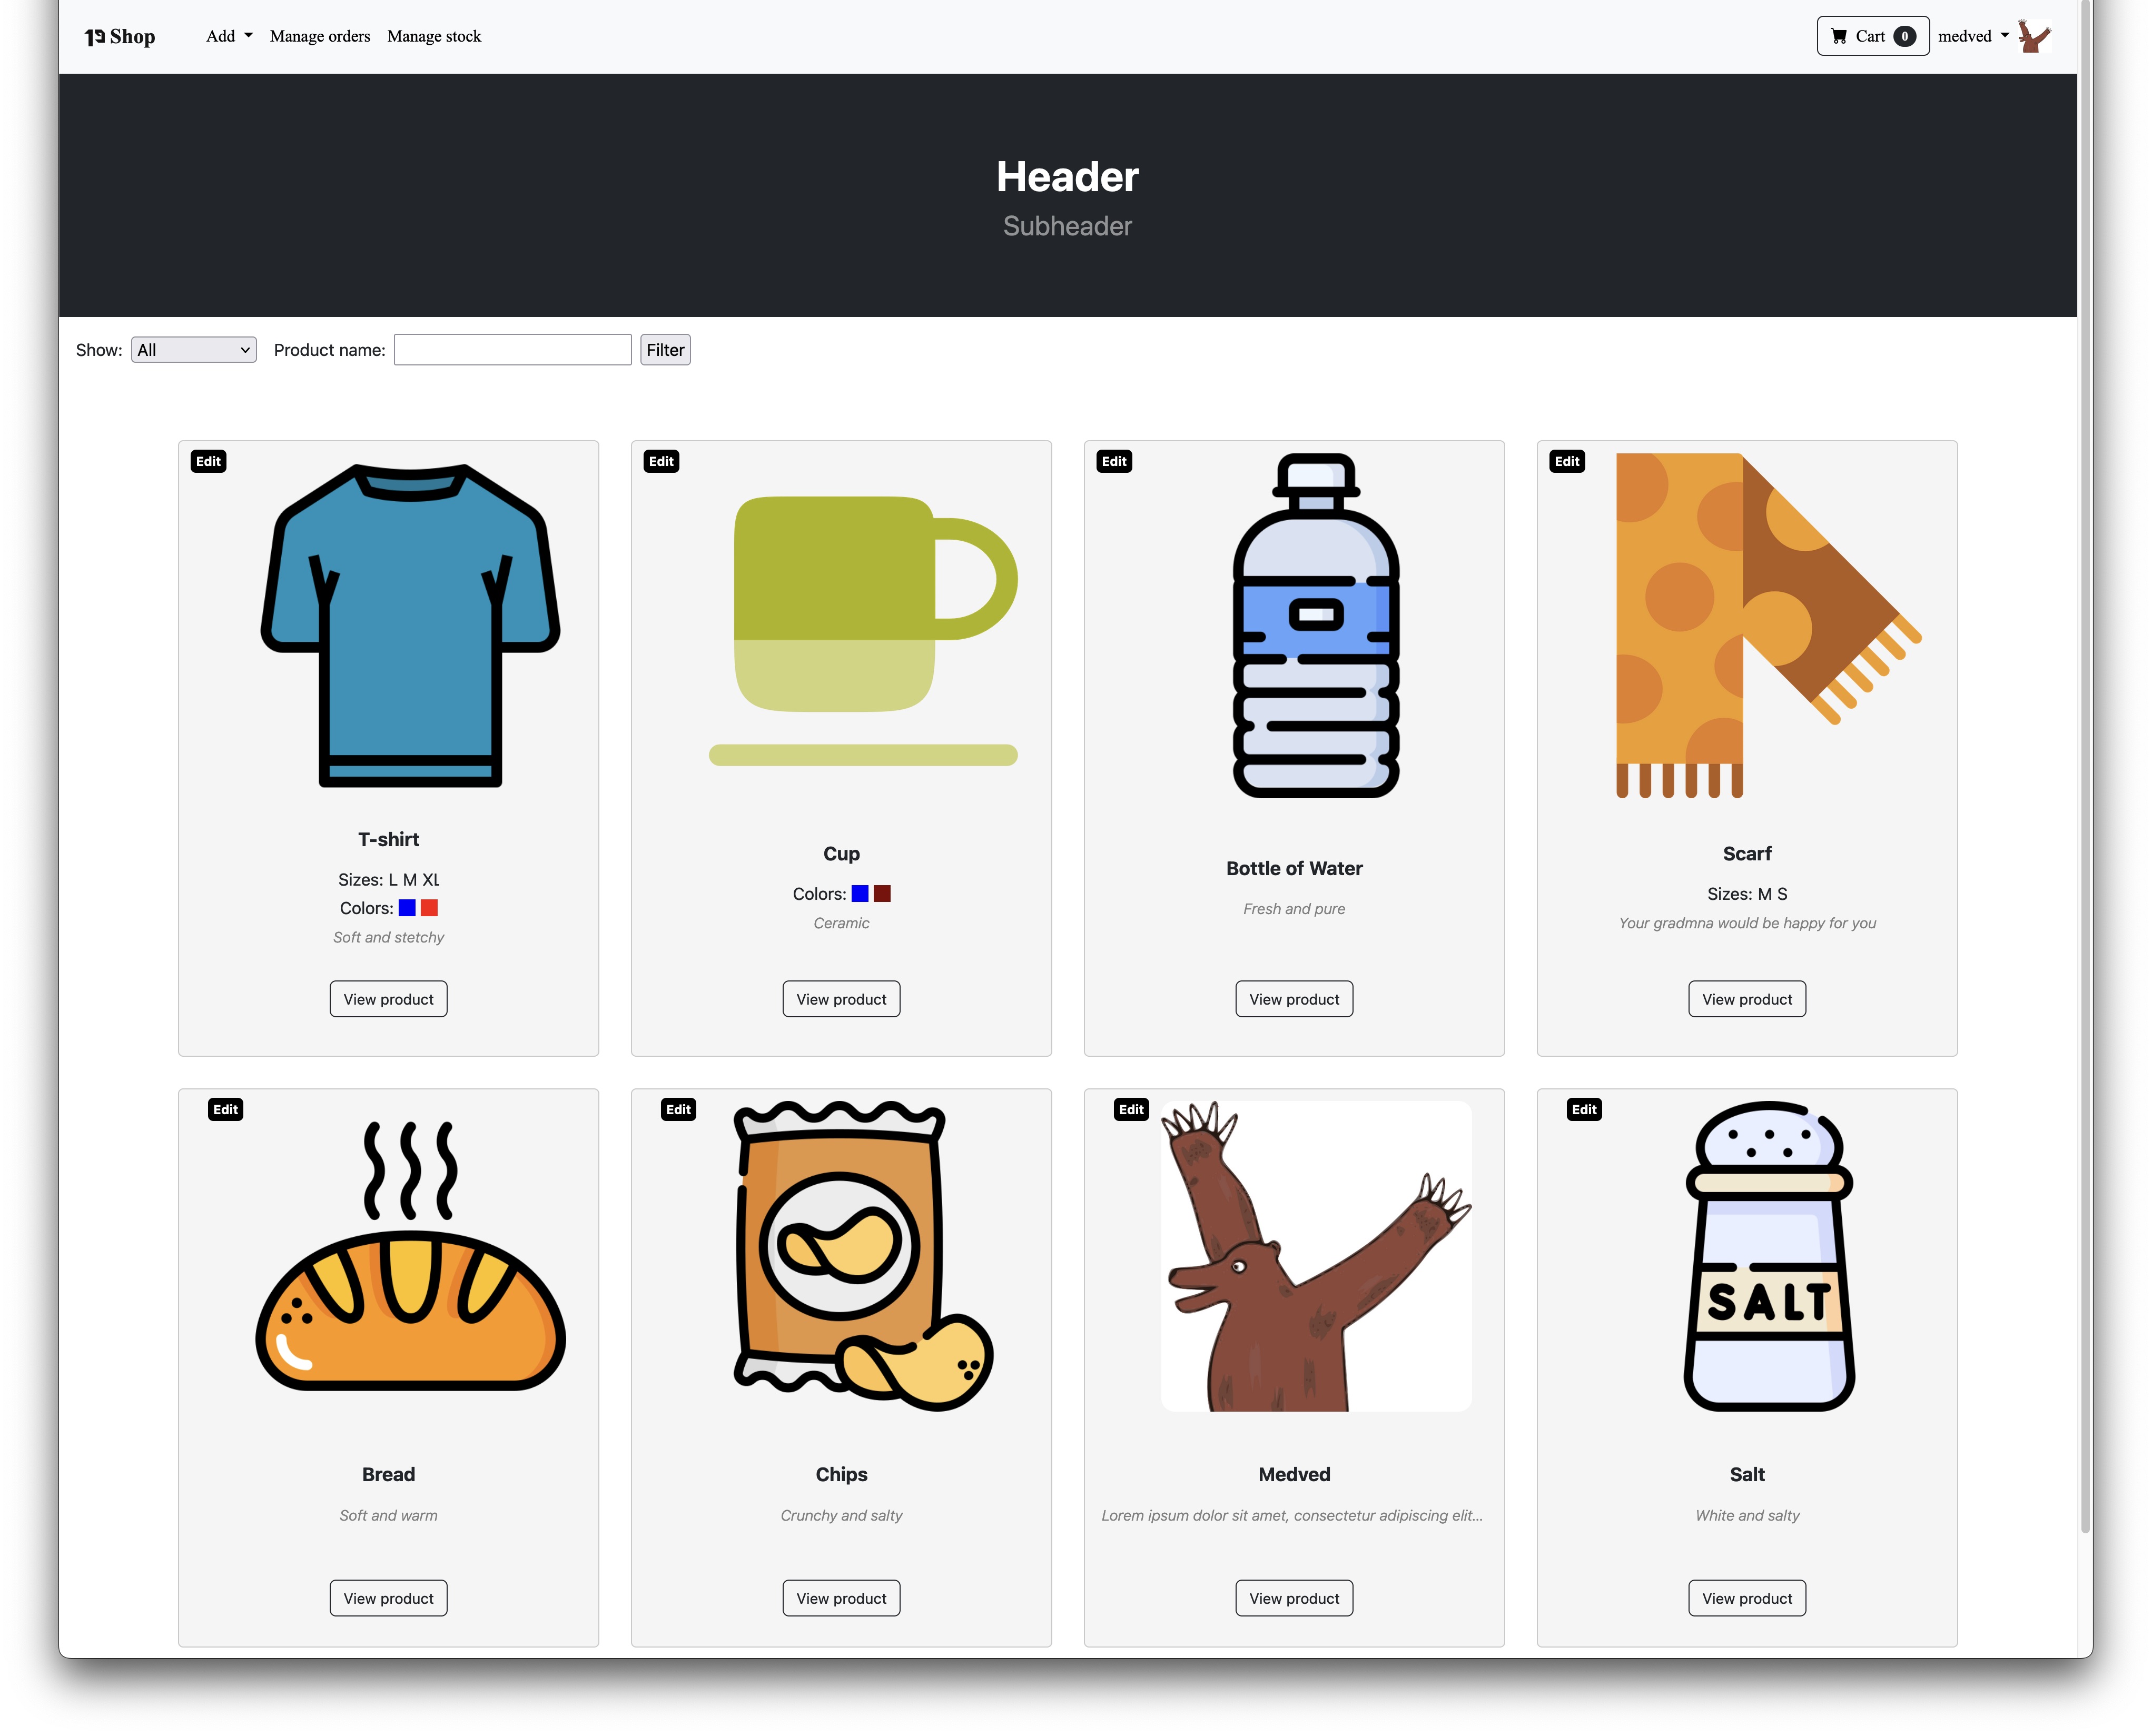 19 Shop Add Manage orders Manage stock Cart 0 medved
Header
Subheader
Show: All Product name: Filter
Edit Edit Edit Edit
T-shirt
Sizes: L M XL
Colors:
Soft and stetchy
View product
Cup
Colors:
Ceramic
View product
Bottle of Water
Fresh and pure
View product
Scarf
Sizes: M S
Your gradmna would be happy for you
View product
Edit Edit Edit Edit
SALT
Bread
Soft and warm
View product
Chips
Crunchy and salty
View product
Medved
Lorem ipsum dolor sit amet, consectetur adipiscing elit...
View product
Salt
White and salty
View product